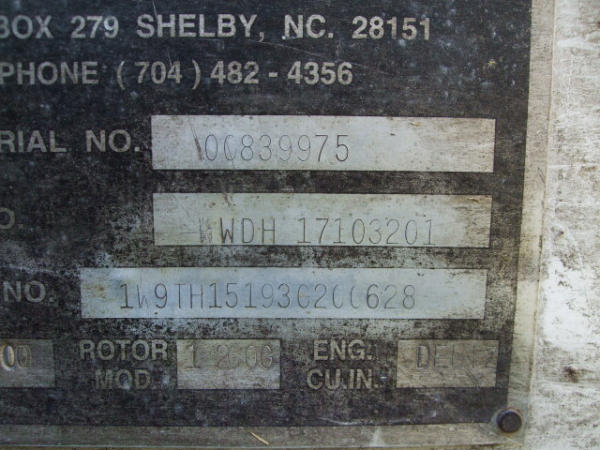 BOX 279 SHELBY, NC. 28151
PHONE (704) 482-4356
RIAL NO. 00839975
O. WWDH 17103201
NO.
00 ROTOR MOD. ENG. CU.IN.